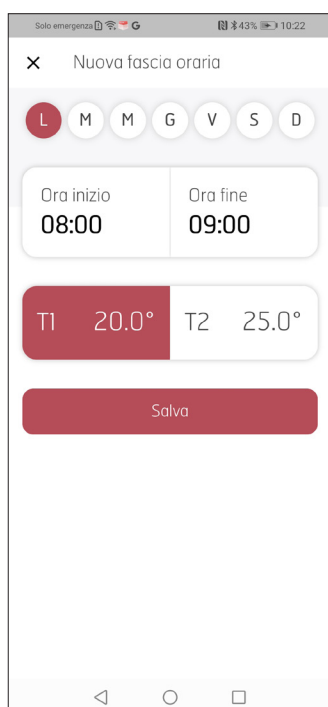 Solo emergenza G 43% 10:22
× Nuova fascia oraria
L M M G V S D
Ora inizio Ora fine
08:00 09:00
T1 20.0° T2 25.0°
Salva